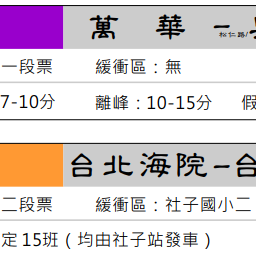 萬 華 -
松仁路/
一段票 緩衝區：無
7-10分 離峰：10-15分 假
台北海院-台
二段票 緩衝區：社子國小二
定 15班（均由社子站發車）